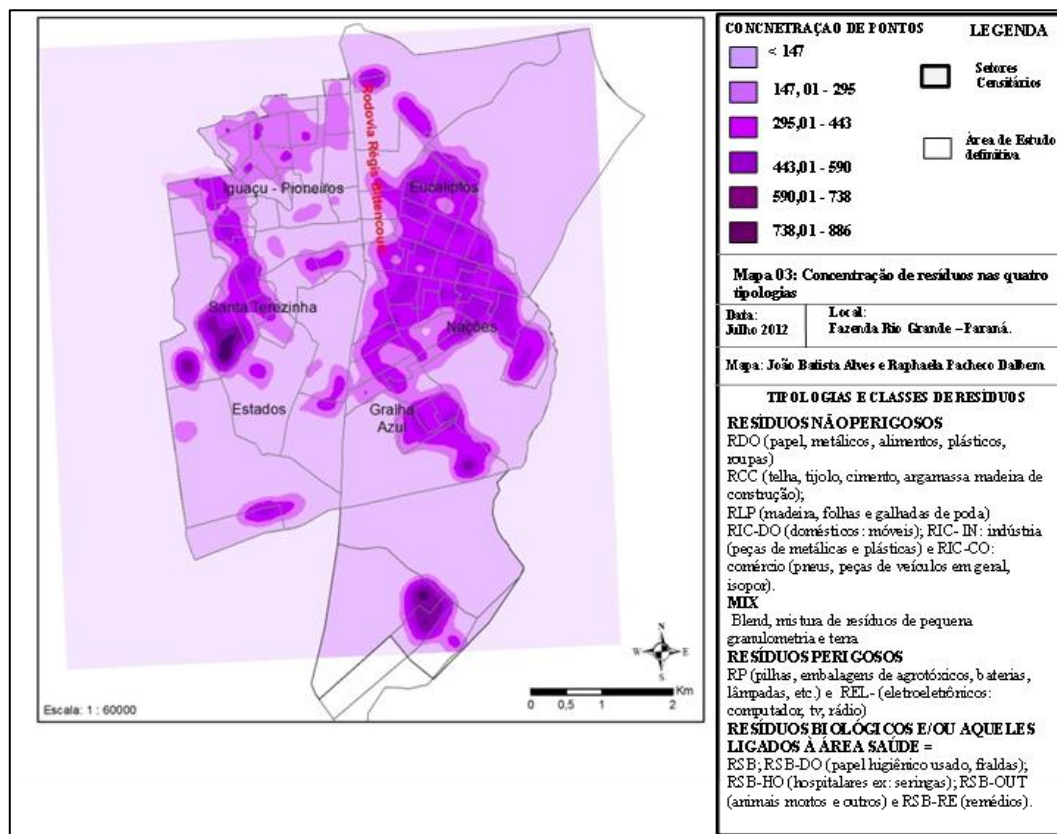 Rodovia Régis Bittencourt
Iguaçu - Pioneiros
Eucaliptos
Santa Terezinha
Nações
Estados
Gralha
Azul
N
W E
S
Km
0 0,5 1 2
Escala: 1 : 60000
CONCNETRAÇAO DE PONTOS
LEGENDA
< 147
147, 01 - 295
295,01 - 443
443,01 - 590
590,01 - 738
738,01 - 886
Setores
Censitários
Área de Estudo
definitiva
Mapa 03: Concentração de resíduos nas quatro
tipologias
Data:
Julho 2012
Local:
Fazenda Rio Grande – Paraná.
Mapa: João Batista Alves e Raphaela Pacheco Dalbem
TIPOLOGIAS E CLASSES DE RESÍDUOS
RESÍDUOS NÃO PERIGOSOS
RDO (papel, metálicos, alimentos, plásticos,
roupas)
RCC (telha, tijolo, cimento, argamassa madeira de
construção);
RLP (madeira, folhas e galhadas de poda)
RIC-DO (domésticos: móveis); RIC- IN: indústria
(peças de metálicas e plásticas) e RIC-CO:
comércio (pneus, peças de veículos em geral,
isopor).
MIX
Blend, mistura de resíduos de pequena
granulometria e terra
RESÍDUOS PERIGOSOS
RP (pilhas, embalagens de agrotóxicos, baterias,
lâmpadas, etc.) e REL- (eletroeletrônicos:
computador, tv, rádio)
RESÍDUOS BIOLÓGICOS E/OU AQUELES
LIGADOS À ÁREA SAÚDE =
RSB; RSB-DO (papel higiênico usado, fraldas);
RSB-HO (hospitalares ex: seringas); RSB-OUT
(animais mortos e outros) e RSB-RE (remédios).